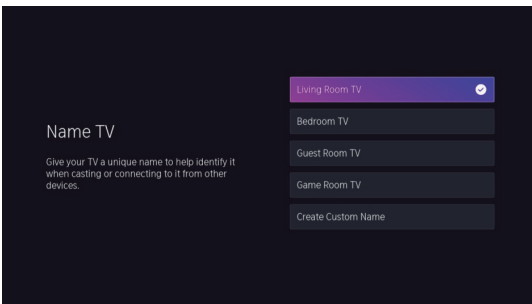 Name TV
Give your TV a unique name to help identify it
when casting or connecting to it from other
devices.
Living Room TV
Bedroom TV
Guest Room TV
Game Room TV
Create Custom Name